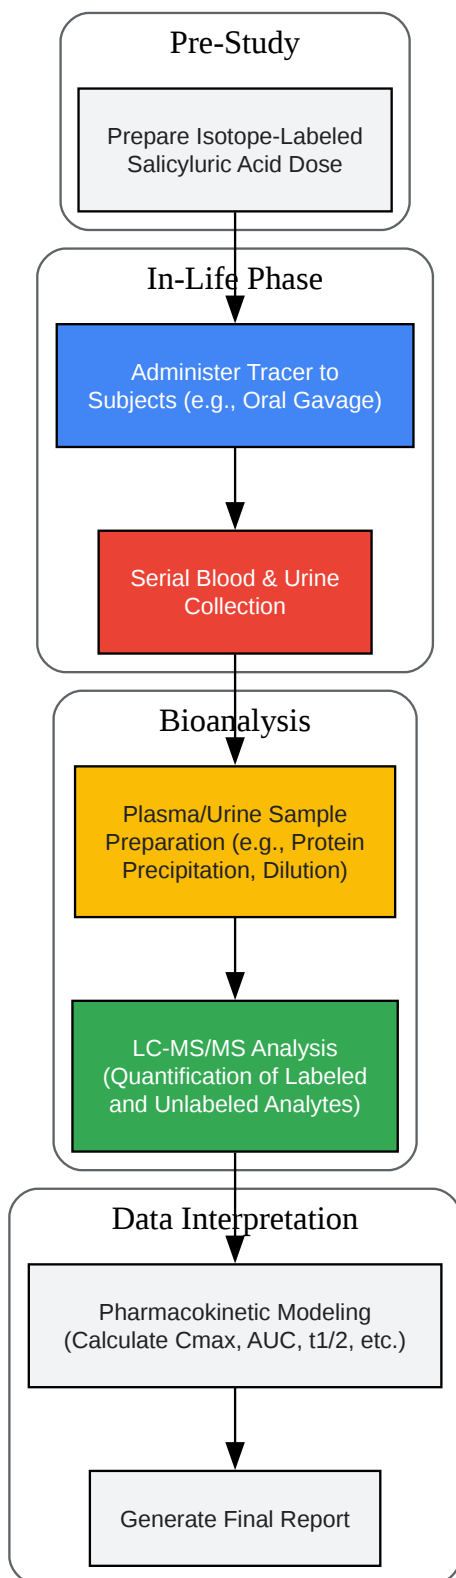 Pre-Study
Prepare Isotope-Labeled
Salicyluric Acid Dose
In-Life Phase
Administer Tracer to
Subjects (e.g., Oral Gavage)
Serial Blood & Urine
Collection
Bioanalysis
Plasma/Urine Sample
Preparation (e.g., Protein
Precipitation, Dilution)
LC-MS/MS Analysis
(Quantification of Labeled
and Unlabeled Analytes)
Data Interpretation
Pharmacokinetic Modeling
(Calculate Cmax, AUC, t1/2, etc.)
Generate Final Report